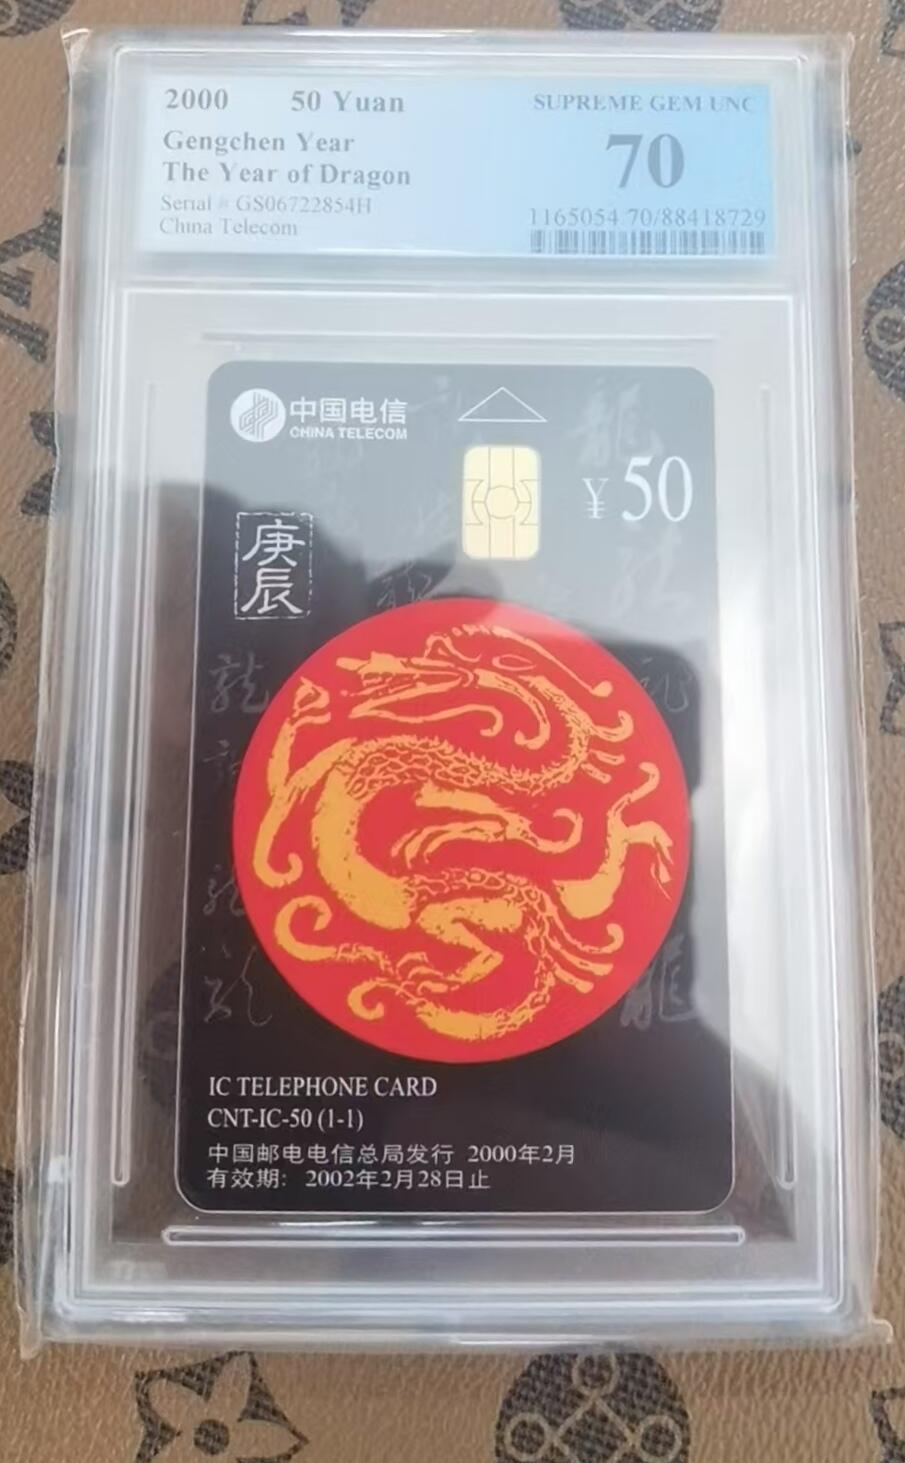 2000 50 Yuan
Gengchen Year
The Year of Dragon
Serial # GS06722854H
China Telecom
SUPREME GEM UNC
70
1165054.70/88418729
中国电信
CHINA TELECOM
¥50
庚辰
龍
龍
IC TELEPHONE CARD
CNT-IC-50 (1-1)
中国邮电电信总局发行 2000年2月
有效期: 2002年2月28日止